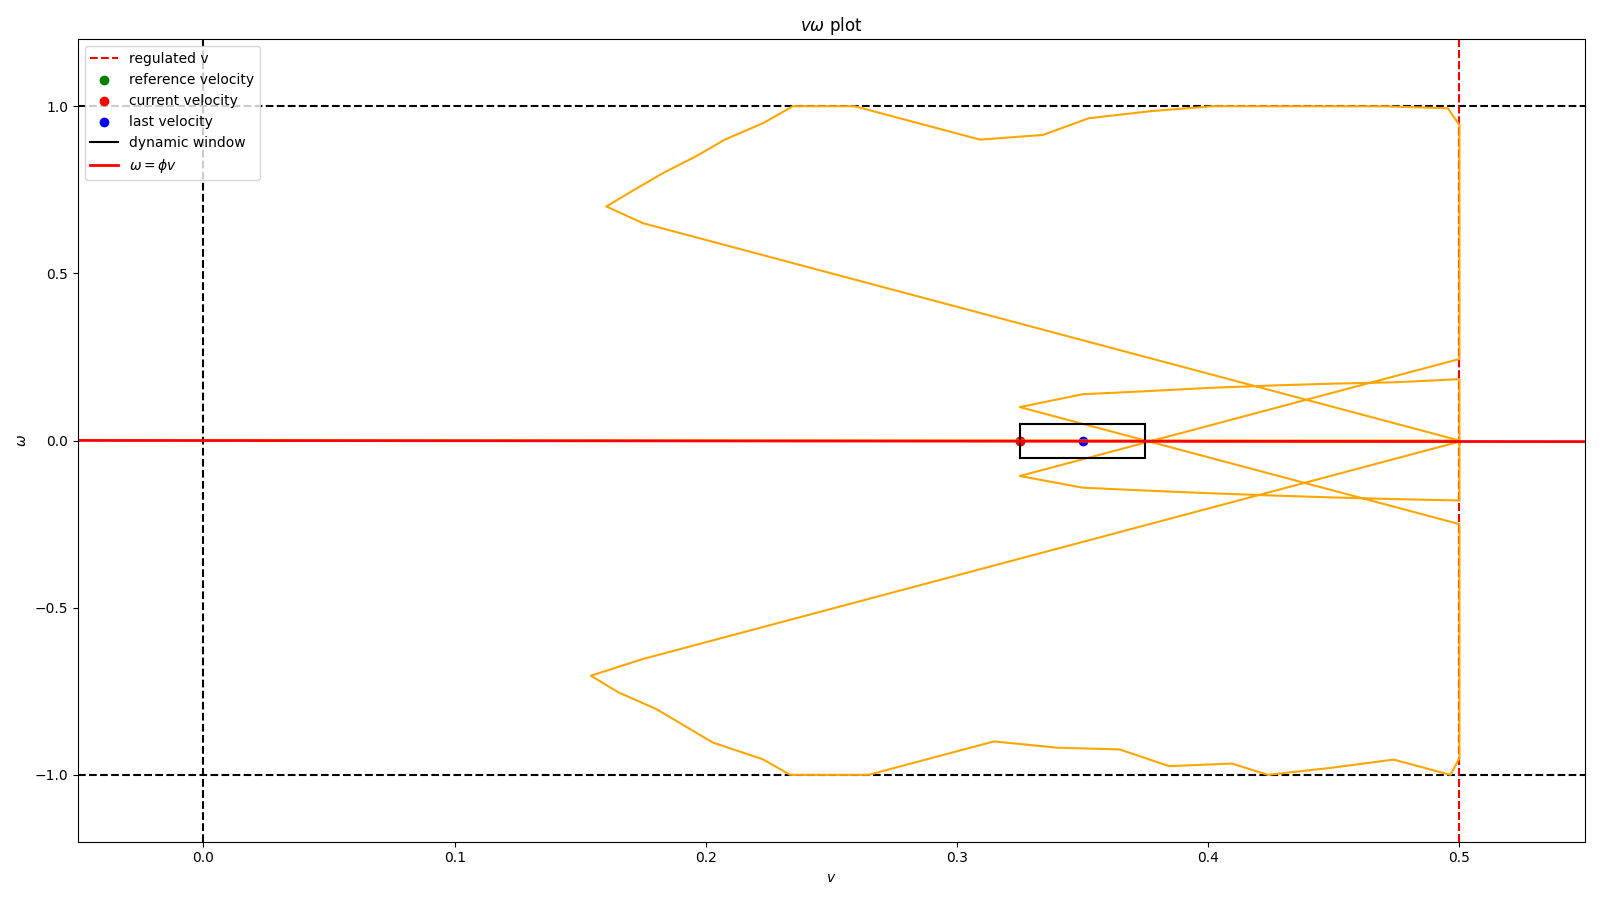 vω plot
regulated v
reference velocity
current velocity
last velocity
dynamic window
ω = ϕv
1.0
0.5
0.0
−0.5
−1.0
ω
0.0 0.1 0.2 0.3 0.4 0.5
v